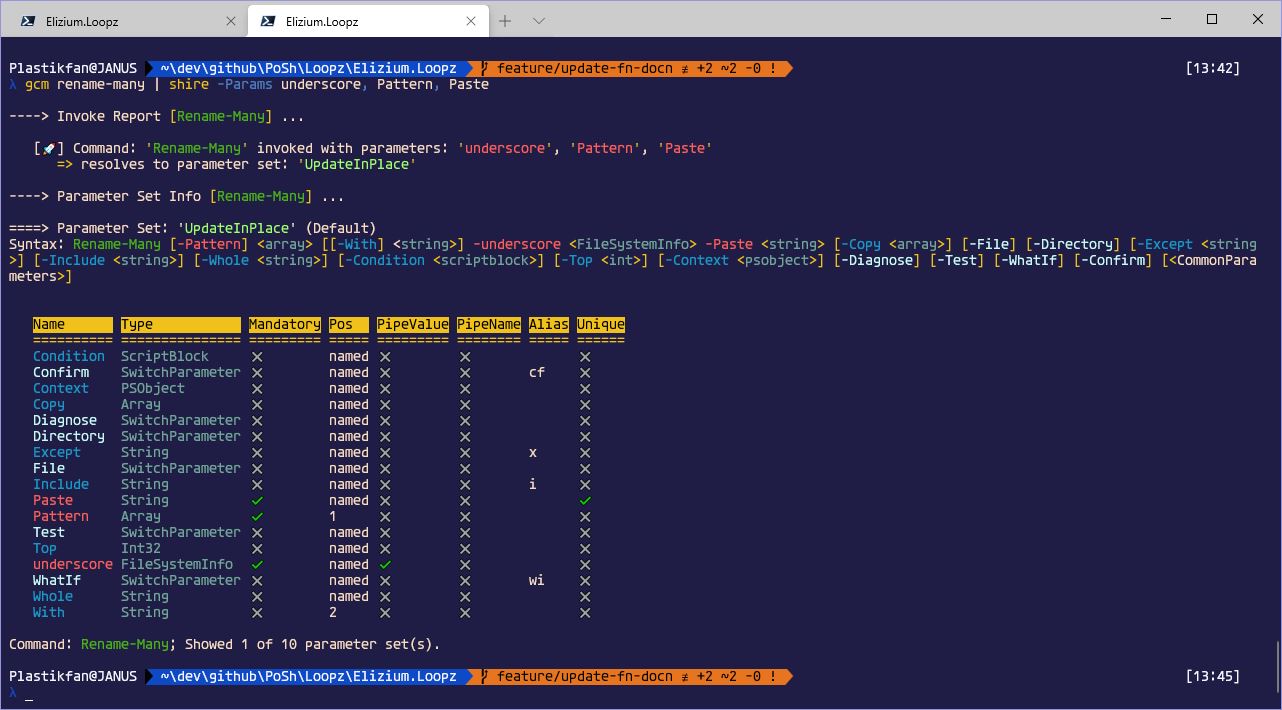 Elizium.Loopz
Elizium.Loopz
Plastikfan@JANUS ~\dev\github\PoSh\Loopz\Elizium.Loopz feature/update-fn-docn ≢ +2 ~2 -0 ! [13:42]
λ gcm rename-many | shire -Params underscore, Pattern, Paste
----> Invoke Report [Rename-Many] ...
[🚀] Command: 'Rename-Many' invoked with parameters: 'underscore', 'Pattern', 'Paste'
=> resolves to parameter set: 'UpdateInPlace'
----> Parameter Set Info [Rename-Many] ...
====> Parameter Set: 'UpdateInPlace' (Default)
Syntax: Rename-Many [-Pattern] <array> [[-With] <string>] -underscore <FileSystemInfo> -Paste <string> [-Copy <array>] [-File] [-Directory] [-Except <string
>] [-Include <string>] [-Whole <string>] [-Condition <scriptblock>] [-Top <int>] [-Context <psobject>] [-Diagnose] [-Test] [-WhatIf] [-Confirm] [<CommonPara
meters>]
Name Type Mandatory Pos PipeValue PipeName Alias Unique
========== =============== ========= ===== ========= ======== ===== ======
Condition ScriptBlock ✕ named ✕ ✕ ✕
Confirm SwitchParameter ✕ named ✕ ✕ cf ✕
Context PSObject ✕ named ✕ ✕ ✕
Copy Array ✕ named ✕ ✕ ✕
Diagnose SwitchParameter ✕ named ✕ ✕ ✕
Directory SwitchParameter ✕ named ✕ ✕ ✕
Except String ✕ named ✕ ✕ x ✕
File SwitchParameter ✕ named ✕ ✕ ✕
Include String ✕ named ✕ ✕ i ✕
Paste String ✓ named ✕ ✕ ✓
Pattern Array ✓ 1 ✕ ✕ ✕
Test SwitchParameter ✕ named ✕ ✕ ✕
Top Int32 ✕ named ✕ ✕ ✕
underscore FileSystemInfo ✓ named ✓ ✕ ✕
WhatIf SwitchParameter ✕ named ✕ ✕ wi ✕
Whole String ✕ named ✕ ✕ ✕
With String ✕ 2 ✕ ✕ ✕
Command: Rename-Many; Showed 1 of 10 parameter set(s).
Plastikfan@JANUS ~\dev\github\PoSh\Loopz\Elizium.Loopz feature/update-fn-docn ≢ +2 ~2 -0 ! [13:45]
λ _